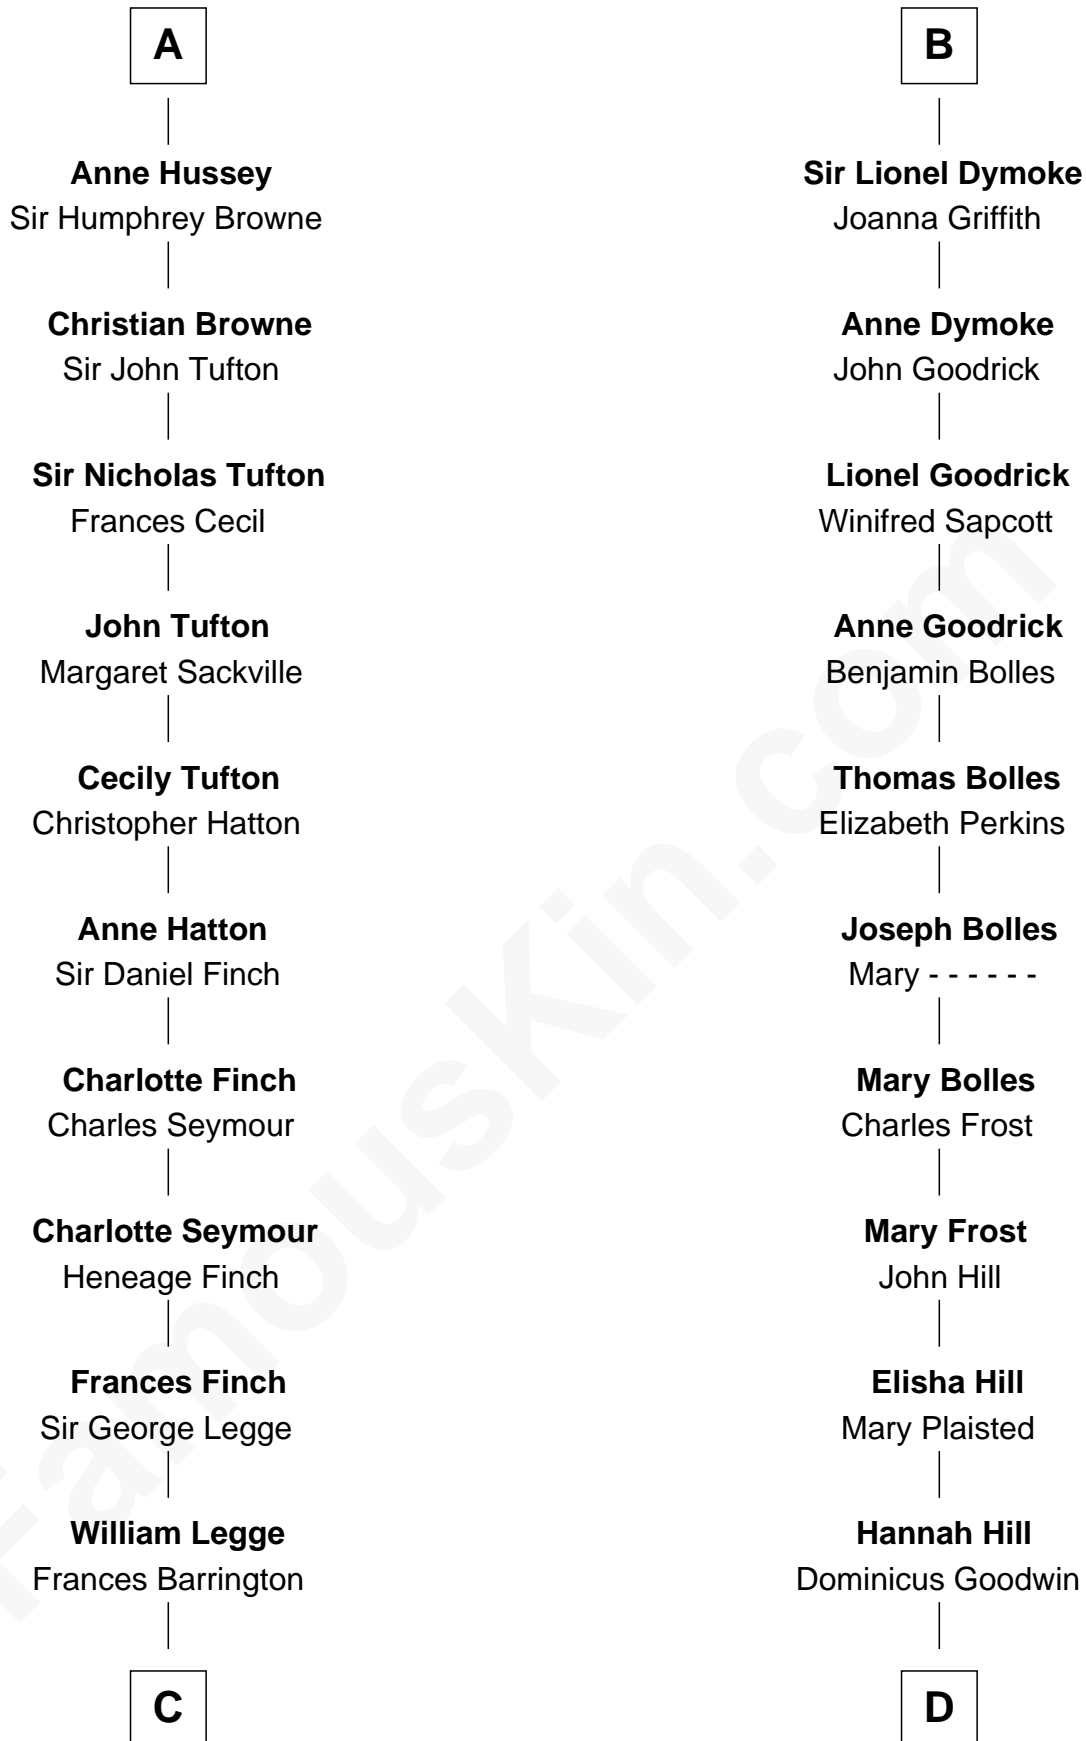 A
Anne Hussey
Sir Humphrey Browne
Christian Browne
Sir John Tufton
Sir Nicholas Tufton
Frances Cecil
John Tufton
Margaret Sackville
Cecily Tufton
Christopher Hatton
Anne Hatton
Sir Daniel Finch
Charlotte Finch
Charles Seymour
Charlotte Seymour
Heneage Finch
Frances Finch
Sir George Legge
William Legge
Frances Barrington
C
B
Sir Lionel Dymoke
Joanna Griffith
Anne Dymoke
John Goodrick
Lionel Goodrick
Winifred Sapcott
Anne Goodrick
Benjamin Bolles
Thomas Bolles
Elizabeth Perkins
Joseph Bolles
Mary - - - - - -
Mary Bolles
Charles Frost
Mary Frost
John Hill
Elisha Hill
Mary Plaisted
Hannah Hill
Dominicus Goodwin
D
FamousKin.com